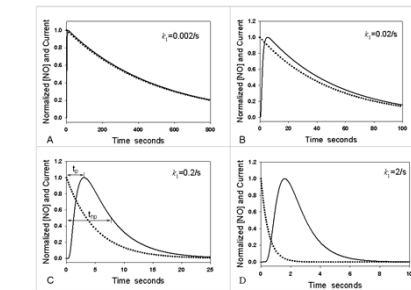 Normalized [NO] and Current
1.2
1.0
0.8
0.6
0.4
0.2
0.0
k₁=0.002/s
A
0 200 400 600 800
Time seconds
Normalized [NO] and Current
1.2
1.0
0.8
0.6
0.4
0.2
0.0
k₁=0.02/s
B
0 20 40 60 80 100
Time seconds
Normalized [NO] and Current
1.2
1.0
0.8
0.6
0.4
0.2
0.0
tp
thp
k₁=0.2/s
C
0 5 10 15 20 25
Time seconds
Normalized [NO] and Current
1.2
1.0
0.8
0.6
0.4
0.2
0.0
k₁=2/s
D
0 2 4 6 8 10
Time seconds